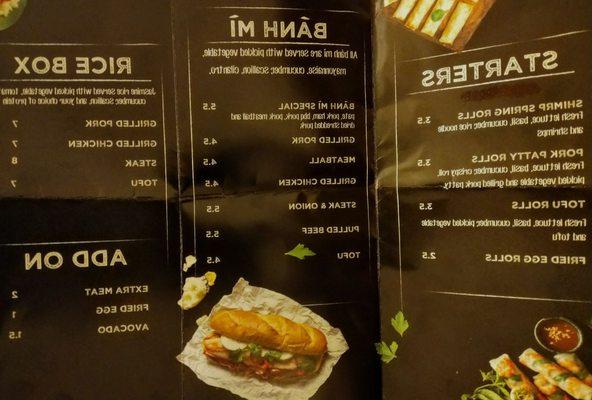 STARTERS
SHIMPP SPRING ROLLS 3.5
Fresh lettuce, basil, cucumber, rice noodle
and shrimps
PORK PATTY ROLLS 3.5
Fresh lettuce, basil, cucumber, crispy roll,
pickled vegetable and grilled pork patty
TOFU ROLLS 3.5
Fresh lettuce, basil, cucumber, pickled vegetable
and tofu
FRIED EGG ROLLS 2.5
BÁNH MÌ
All bánh mì are served with pickled vegetable,
mayonnaise, cucumber, scallion, cilantro.
BÁNH MÌ SPECIAL 5.5
pate, pork ham, bbq pork, pork meatball and
dried shredded pork
GRILLED PORK 4.5
MEATBALL 4.5
GRILLED CHICKEN 4.5
STEAK & ONION 5.5
PULLED BEEF 5.5
TOFU 4.5
RICE BOX
Jasmine rice served with pickled vegetable, toma
cucumber, scallion, and your choice of protein
GRILLED PORK 7
GRILLED CHICKEN 7
STEAK 8
TOFU 7
ADD ON
EXTRA MEAT 2
FRIED EGG 1
AVOCADO 1.5